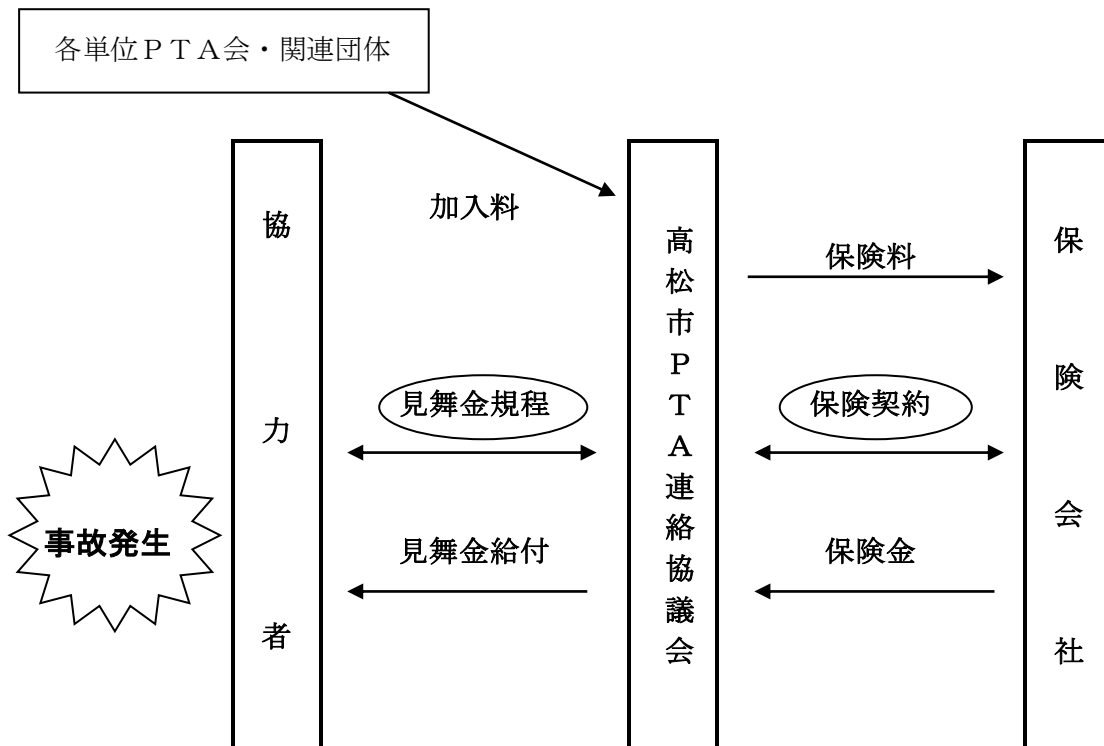 各単位ＰＴＡ会・関連団体
加入料
保険料
協力者
高松市ＰＴＡ連絡協議会
保険会社
見舞金規程
保険契約
事故発生
見舞金給付
保険金